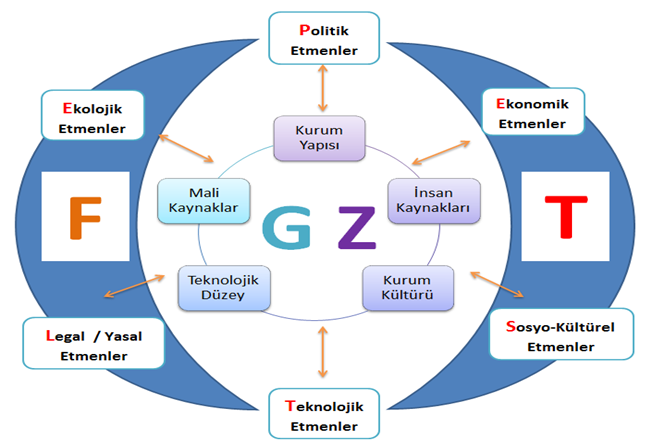 Politik
Etmenler
Ekolojik
Etmenler
Ekonomik
Etmenler
Kurum
Yapısı
Mali
Kaynaklar
İnsan
Kaynakları
F
G Z
T
Teknolojik
Düzey
Kurum
Kültürü
Legal / Yasal
Etmenler
Sosyo-Kültürel
Etmenler
Teknolojik
Etmenler